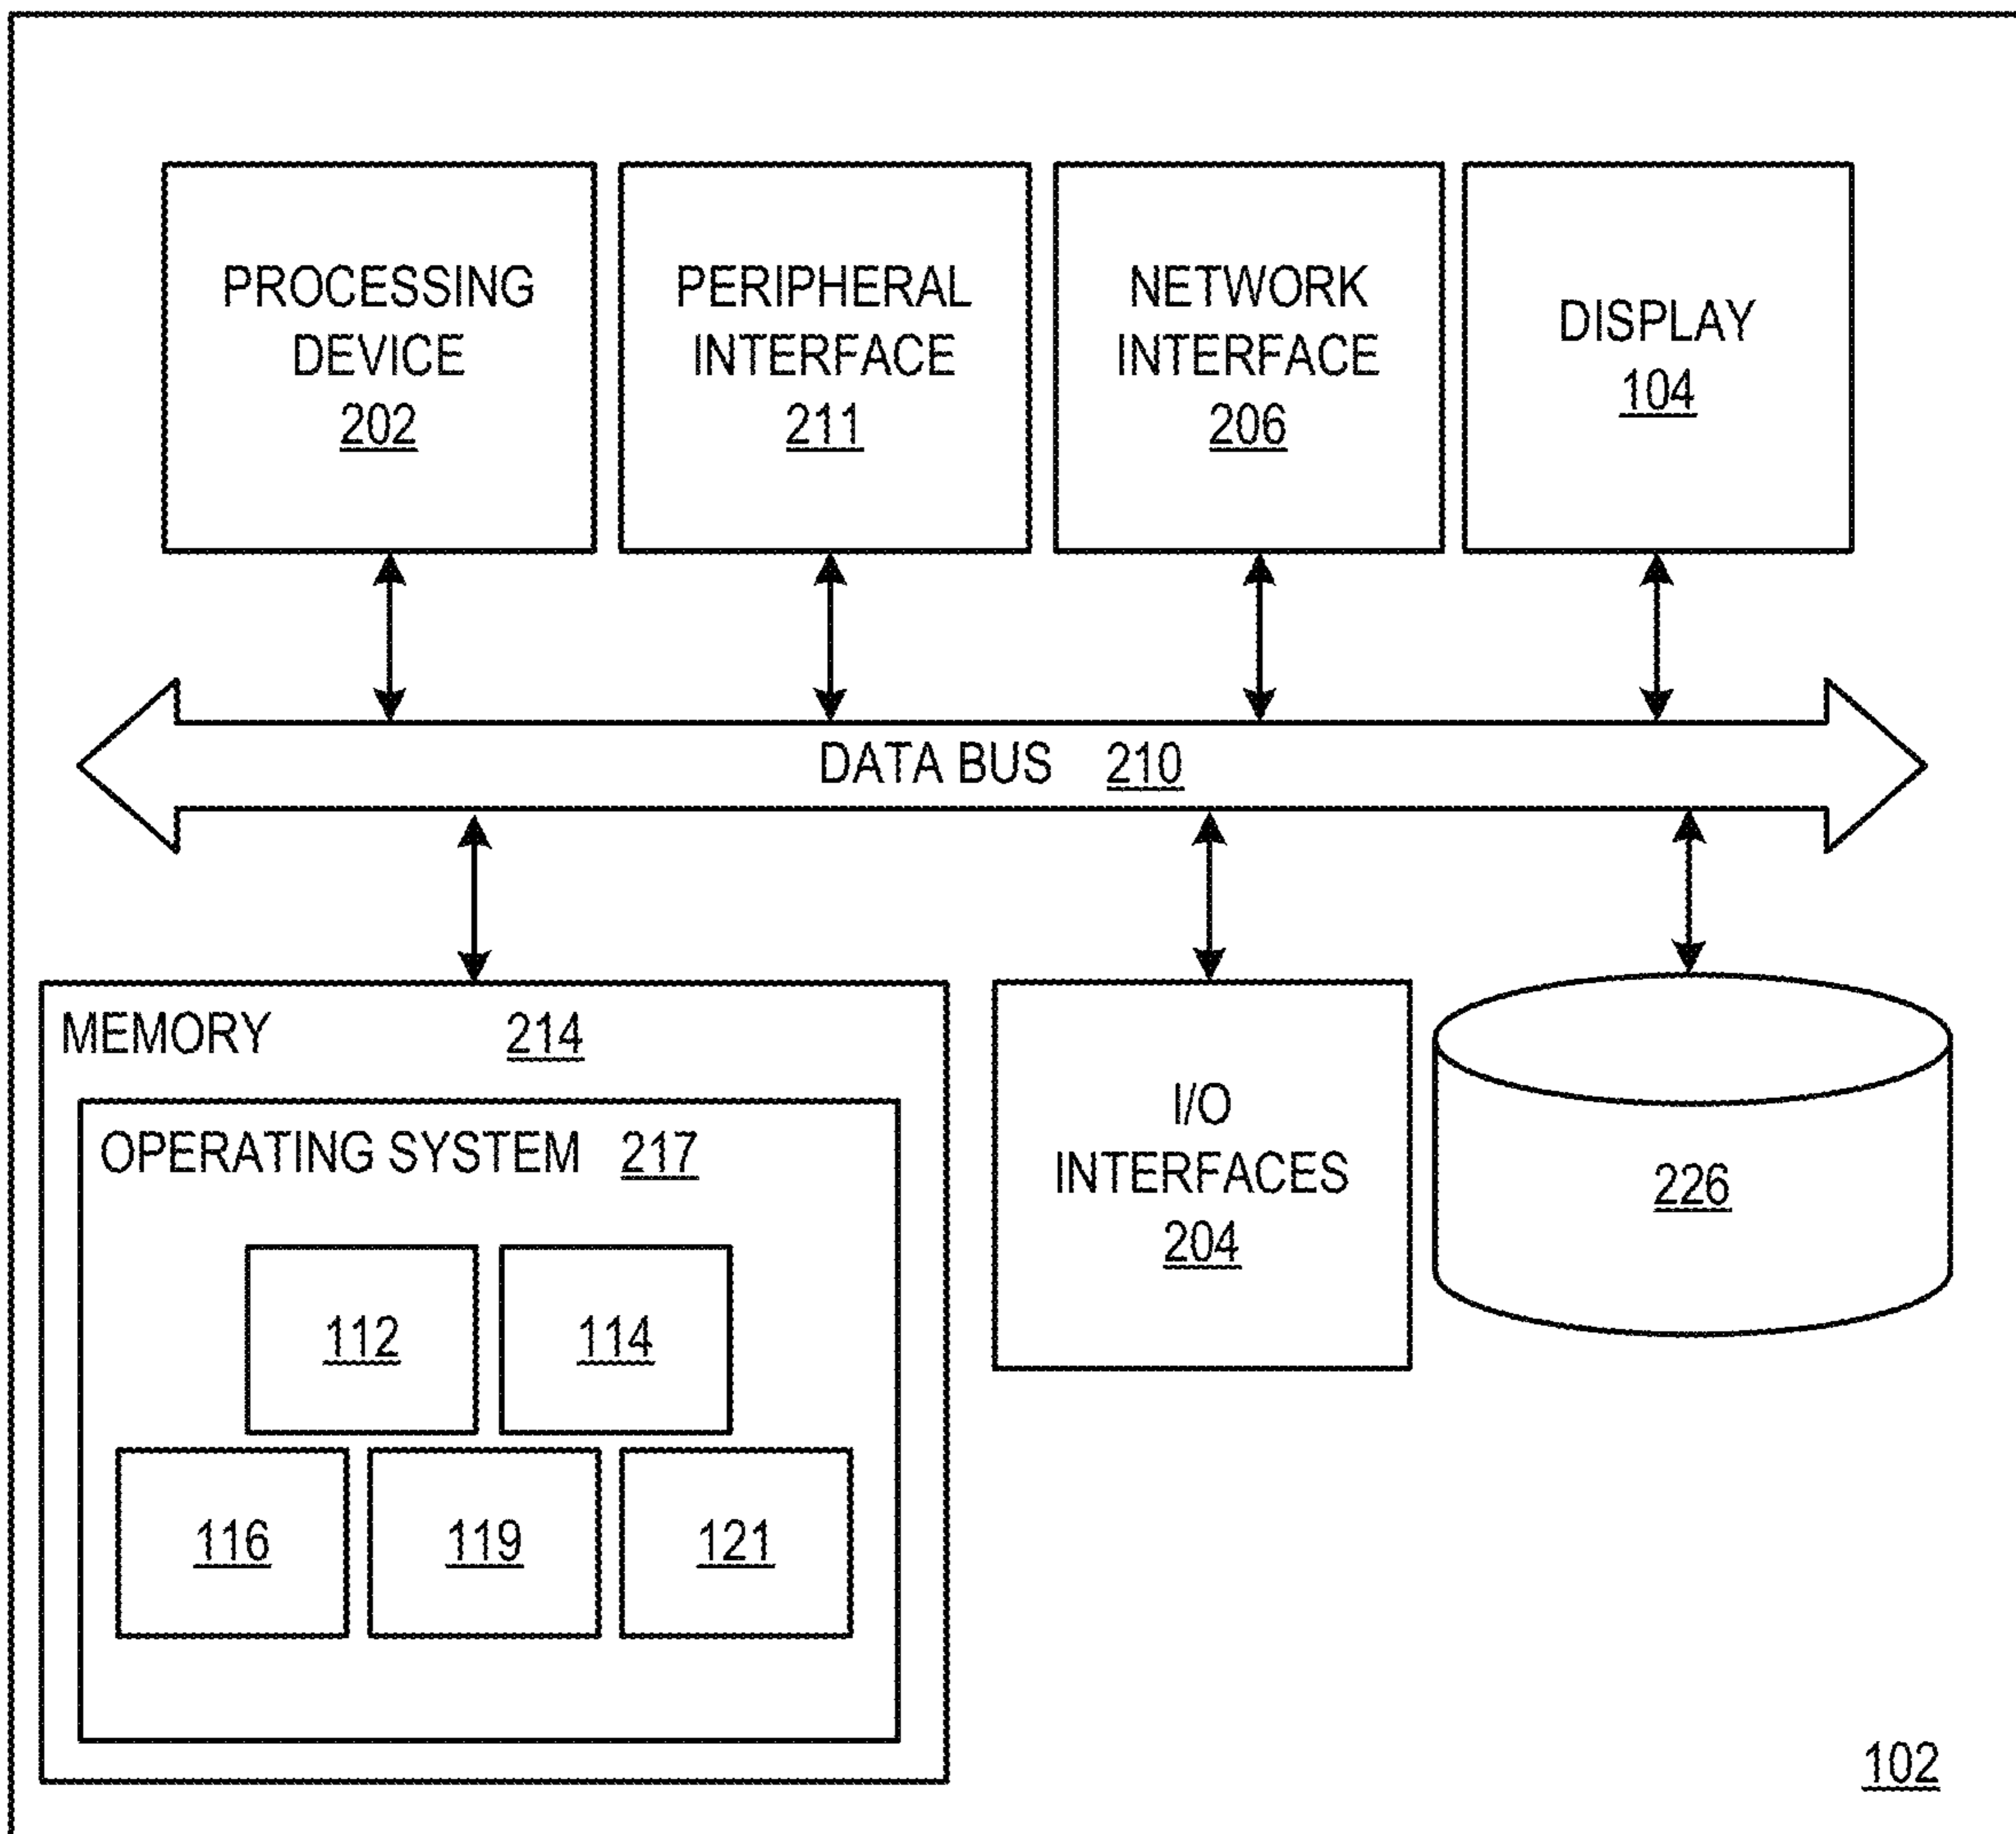 PROCESSING
DEVICE
202
PERIPHERAL
INTERFACE
211
NETWORK
INTERFACE
206
DISPLAY
104
DATA BUS 210
MEMORY 214
OPERATING SYSTEM 217
112
114
116
119
121
I/O
INTERFACES
204
226
102